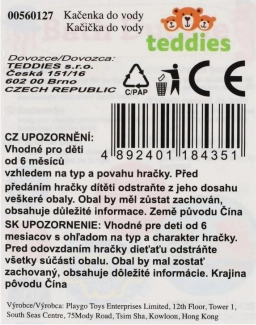 00560127 Kačenka do vody
Kačička do vody
teddies
Dovozce/Dovozca:
TEDDIES s.r.o.
Česká 151/16
602 00 Brno
CZECH REPUBLIC
C/PAP
CZ UPOZORNĚNÍ:
Vhodné pro děti
od 6 měsíců
4 892401 184351
vzhledem na typ a povahu hračky. Před
předáním hračky dítěti odstraňte z jeho dosahu
veškeré obaly. Obal by měl zůstat zachován,
obsahuje důležité informace. Země původu Čína
SK UPOZORNENIE: Vhodné pre deti od 6
mesiacov s ohľadom na typ a charakter hračky.
Pred odovzdaním hračky dieťaťu odstráňte
všetky súčásti obalu. Obal by mal zostať
zachovaný, obsahuje dôležité informácie. Krajina
pôvodu Čína
Výrobce/Výrobca: Playgo Toys Enterprises Limited, 12th Floor, Tower 1,
South Seas Centre, 75Mody Road, Tsim Sha, Kowloon, Hong Kong